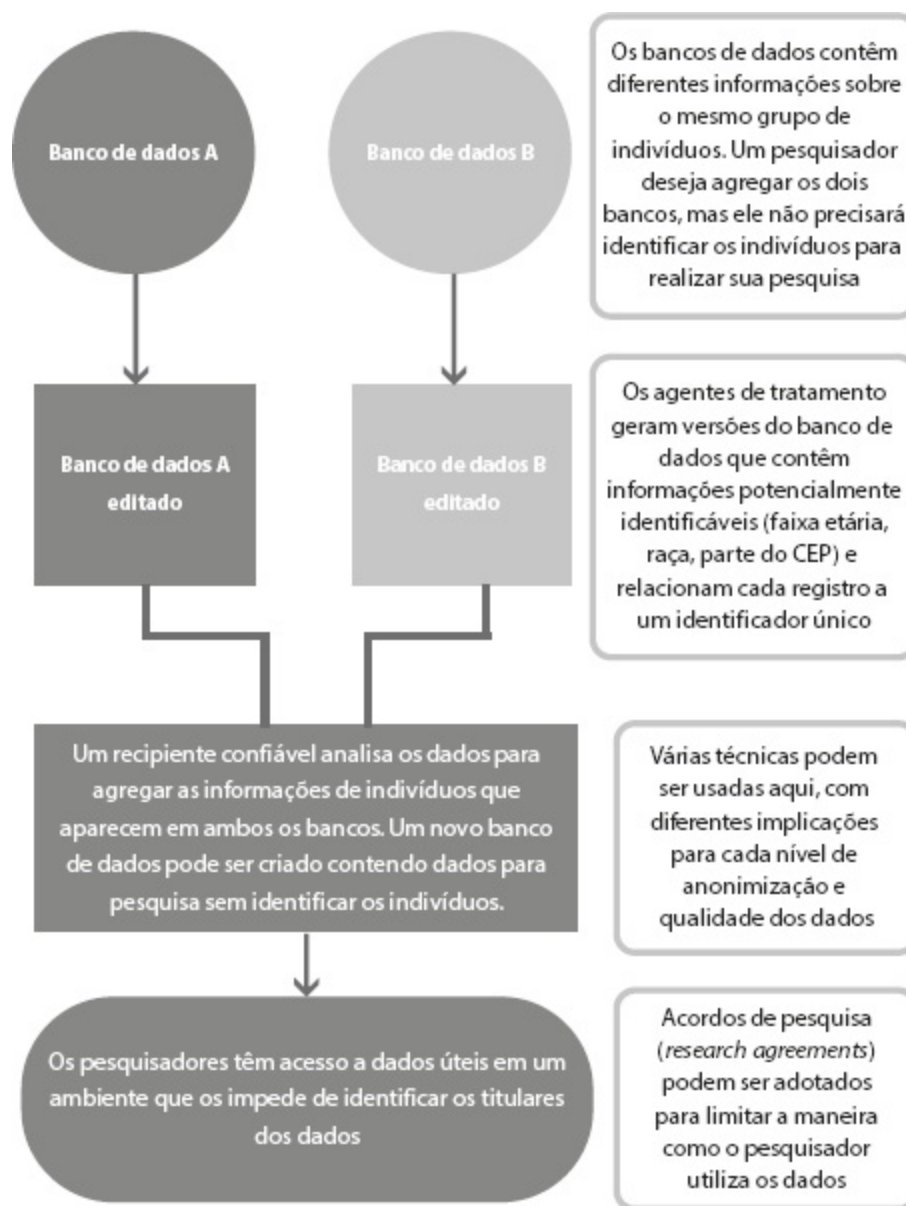 Banco de dados A
Banco de dados B
Os bancos de dados contêm
diferentes informações sobre
o mesmo grupo de
indivíduos. Um pesquisador
deseja agregar os dois
bancos, mas ele não precisará
identificar os indivíduos para
realizar sua pesquisa
Banco de dados A
editado
Banco de dados B
editado
Os agentes de tratamento
geram versões do banco de
dados que contêm
informações potencialmente
identificáveis (faixa etária,
raça, parte do CEP) e
relacionam cada registro a
um identificador único
Um recipiente confiável analisa os dados para
agregar as informações de indivíduos que
aparecem em ambos os bancos. Um novo banco
de dados pode ser criado contendo dados para
pesquisa sem identificar os indivíduos.
Várias técnicas podem
ser usadas aqui, com
diferentes implicações
para cada nível de
anonimização e
qualidade dos dados
Os pesquisadores têm acesso a dados úteis em um
ambiente que os impede de identificar os titulares
dos dados
Acordos de pesquisa
(research agreements)
podem ser adotados
para limitar a maneira
como o pesquisador
utiliza os dados